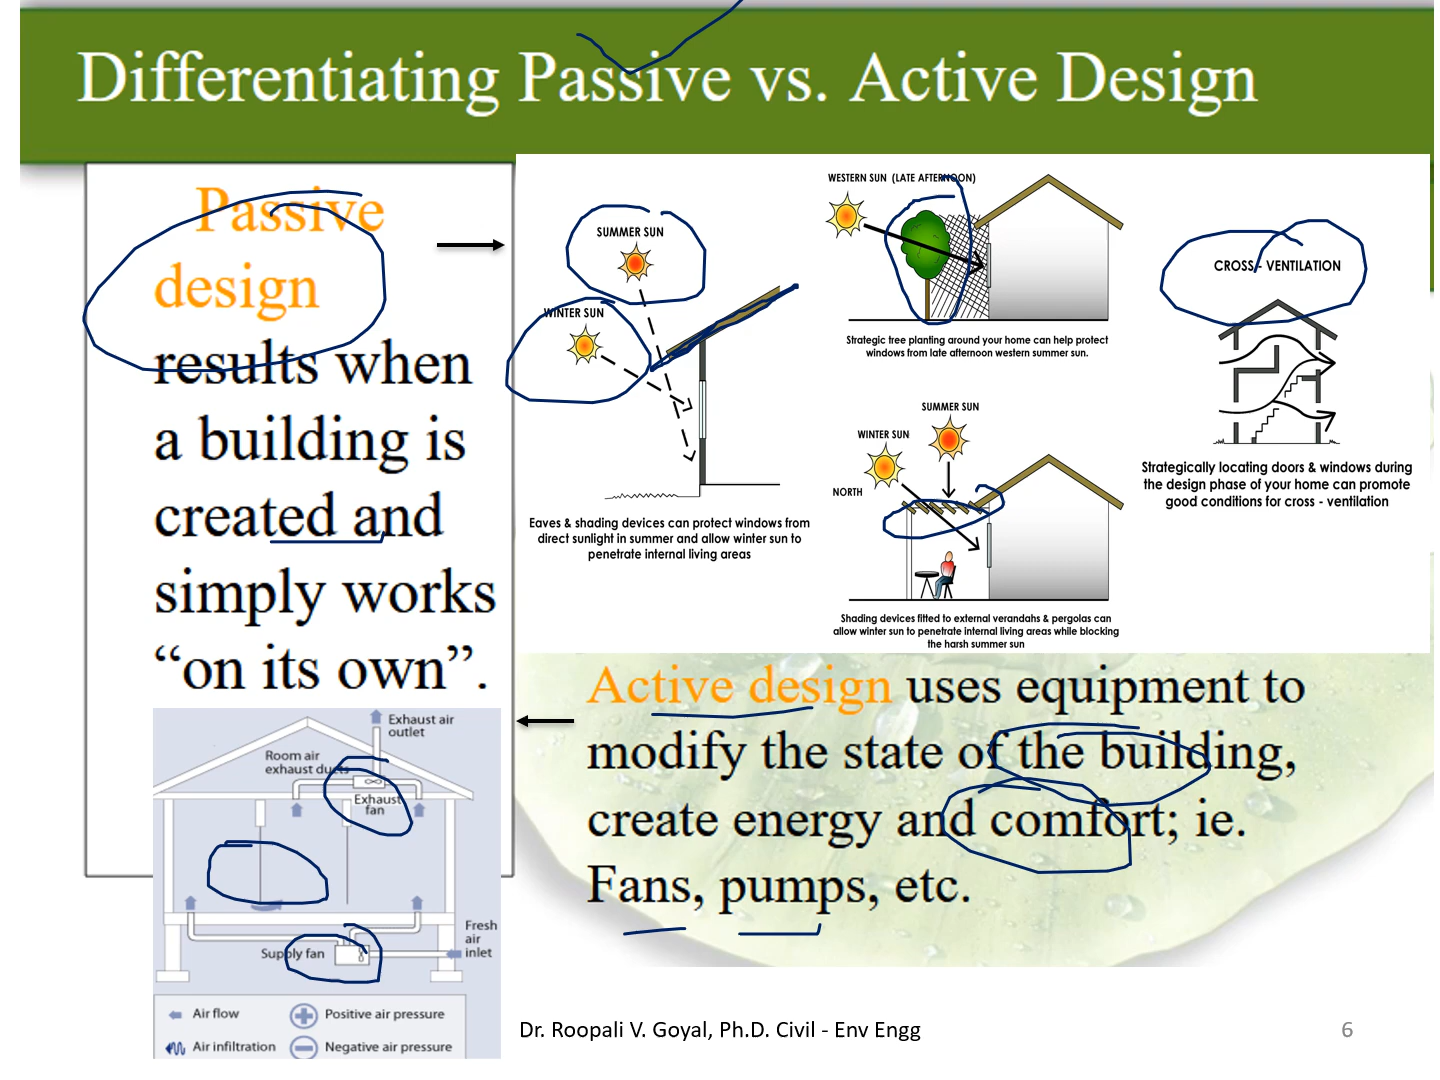 Differentiating Passive vs. Active Design
Passive
design
results when
a building is
created and
simply works
“on its own”.
SUMMER SUN
WINTER SUN
Eaves & shading devices can protect windows from
direct sunlight in summer and allow winter sun to
penetrate internal living areas
WESTERN SUN (LATE AFTERNOON)
Strategic tree planting around your home can help protect
windows from late afternoon western summer sun.
SUMMER SUN
WINTER SUN
NORTH
Shading devices fitted to external verandahs & pergolas can
allow winter sun to penetrate internal living areas while blocking
the harsh summer sun
CROSS - VENTILATION
Strategically locating doors & windows during
the design phase of your home can promote
good conditions for cross - ventilation
Active design uses equipment to
modify the state of the building,
create energy and comfort; ie.
Fans, pumps, etc.
Exhaust air
outlet
Room air
exhaust ducts
Exhaust
fan
Supply fan
Fresh
air
inlet
Air flow
Positive air pressure
Air infiltration
Negative air pressure
Dr. Roopali V. Goyal, Ph.D. Civil - Env Engg
6